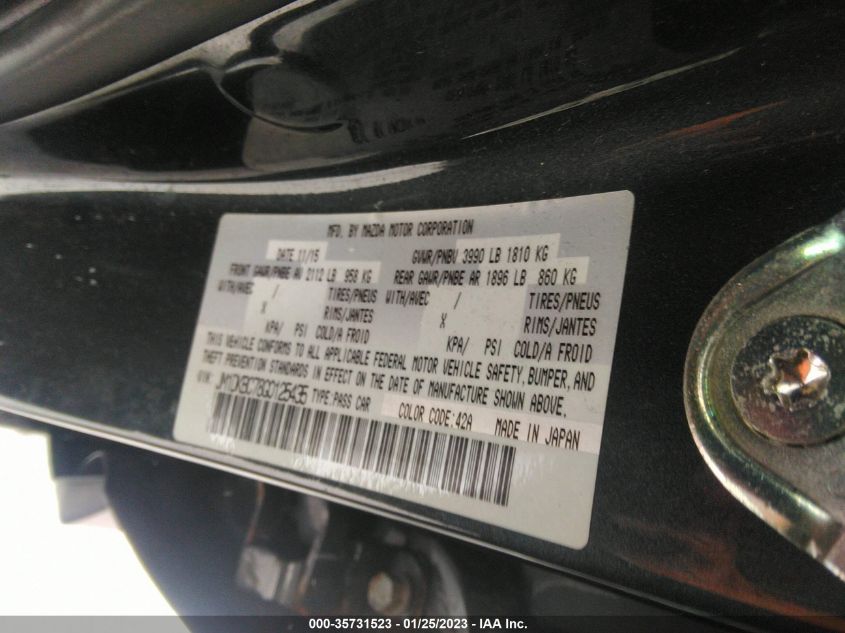 MFD. BY MAZDA MOTOR CORPORATION
DATE 11/15 GVWR/PNBV 3990 LB 1810 KG
FRONT GAWR/PNBE AV 2112 LB 958 KG REAR GAWR/PNBE AR 1896 LB 860 KG
WITH/AVEC / TIRES/PNEUS WITH/AVEC / TIRES/PNEUS
X RIMS/JANTES X RIMS/JANTES
KPA/ PSI COLD/A FROID KPA/ PSI COLD/A FROID
THIS VEHICLE CONFORMS TO ALL APPLICABLE FEDERAL MOTOR VEHICLE SAFETY, BUMPER, AND
THEFT PREVENTION STANDARDS IN EFFECT ON THE DATE OF MANUFACTURE SHOWN ABOVE.
VIN: TYPE:PASS CAR COLOR CODE:42A MADE IN JAPAN
000-35731523 - 01/25/2023 - IAA Inc.